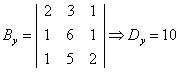 B_y = | 2 3 1 |
| 1 6 1 | ⇒ D_y = 10
| 1 5 2 |